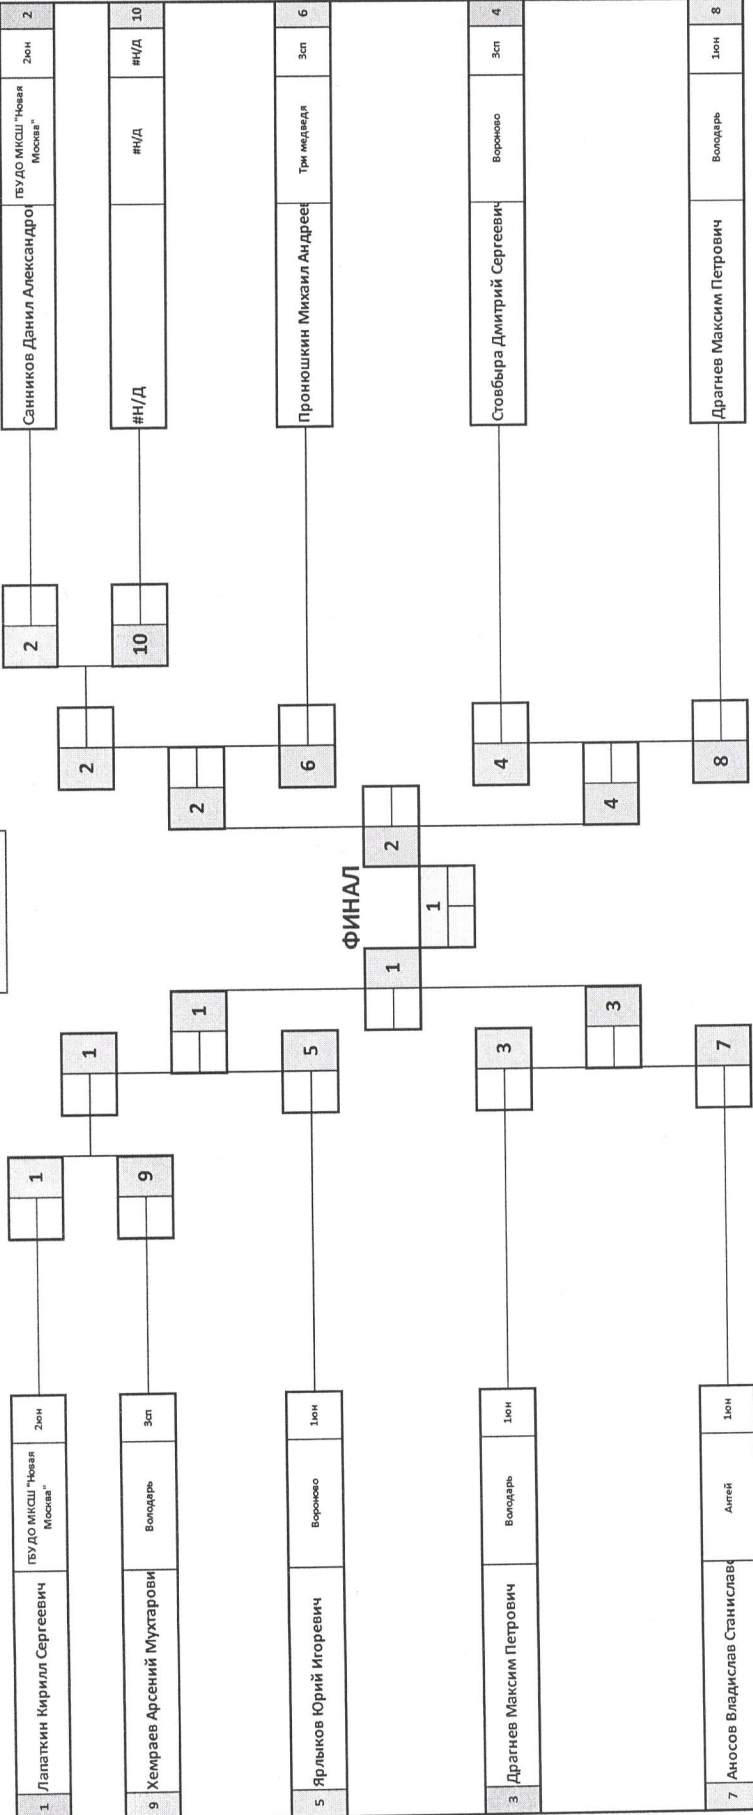 1 Лапаткин Кирилл Сергеевич ГБУДО МКСШ "Новая Москва" 2юн
9 Хемраев Арсений Мухтарови Володарь 3сп
5 Ярлыков Юрий Игоревич Вороново 1юн
3 Драгнев Максим Петрович Володарь 1юн
7 Аносов Владислав Станислав Антей 1юн
1
9
1
5
1
3
7
3
1
ФИНАЛ
1
2
2
4
2
6
4
8
2
10
Санников Данил Александро ГБУДО МКСШ "Новая Москва" 2юн 2
#Н/Д #Н/Д #Н/Д 10
Пронюшкин Михаил Андрее Три медведя 3сп 6
Стовбыра Дмитрий Сергеевич Вороново 3сп 4
Драгнев Максим Петрович Володарь 1юн 8